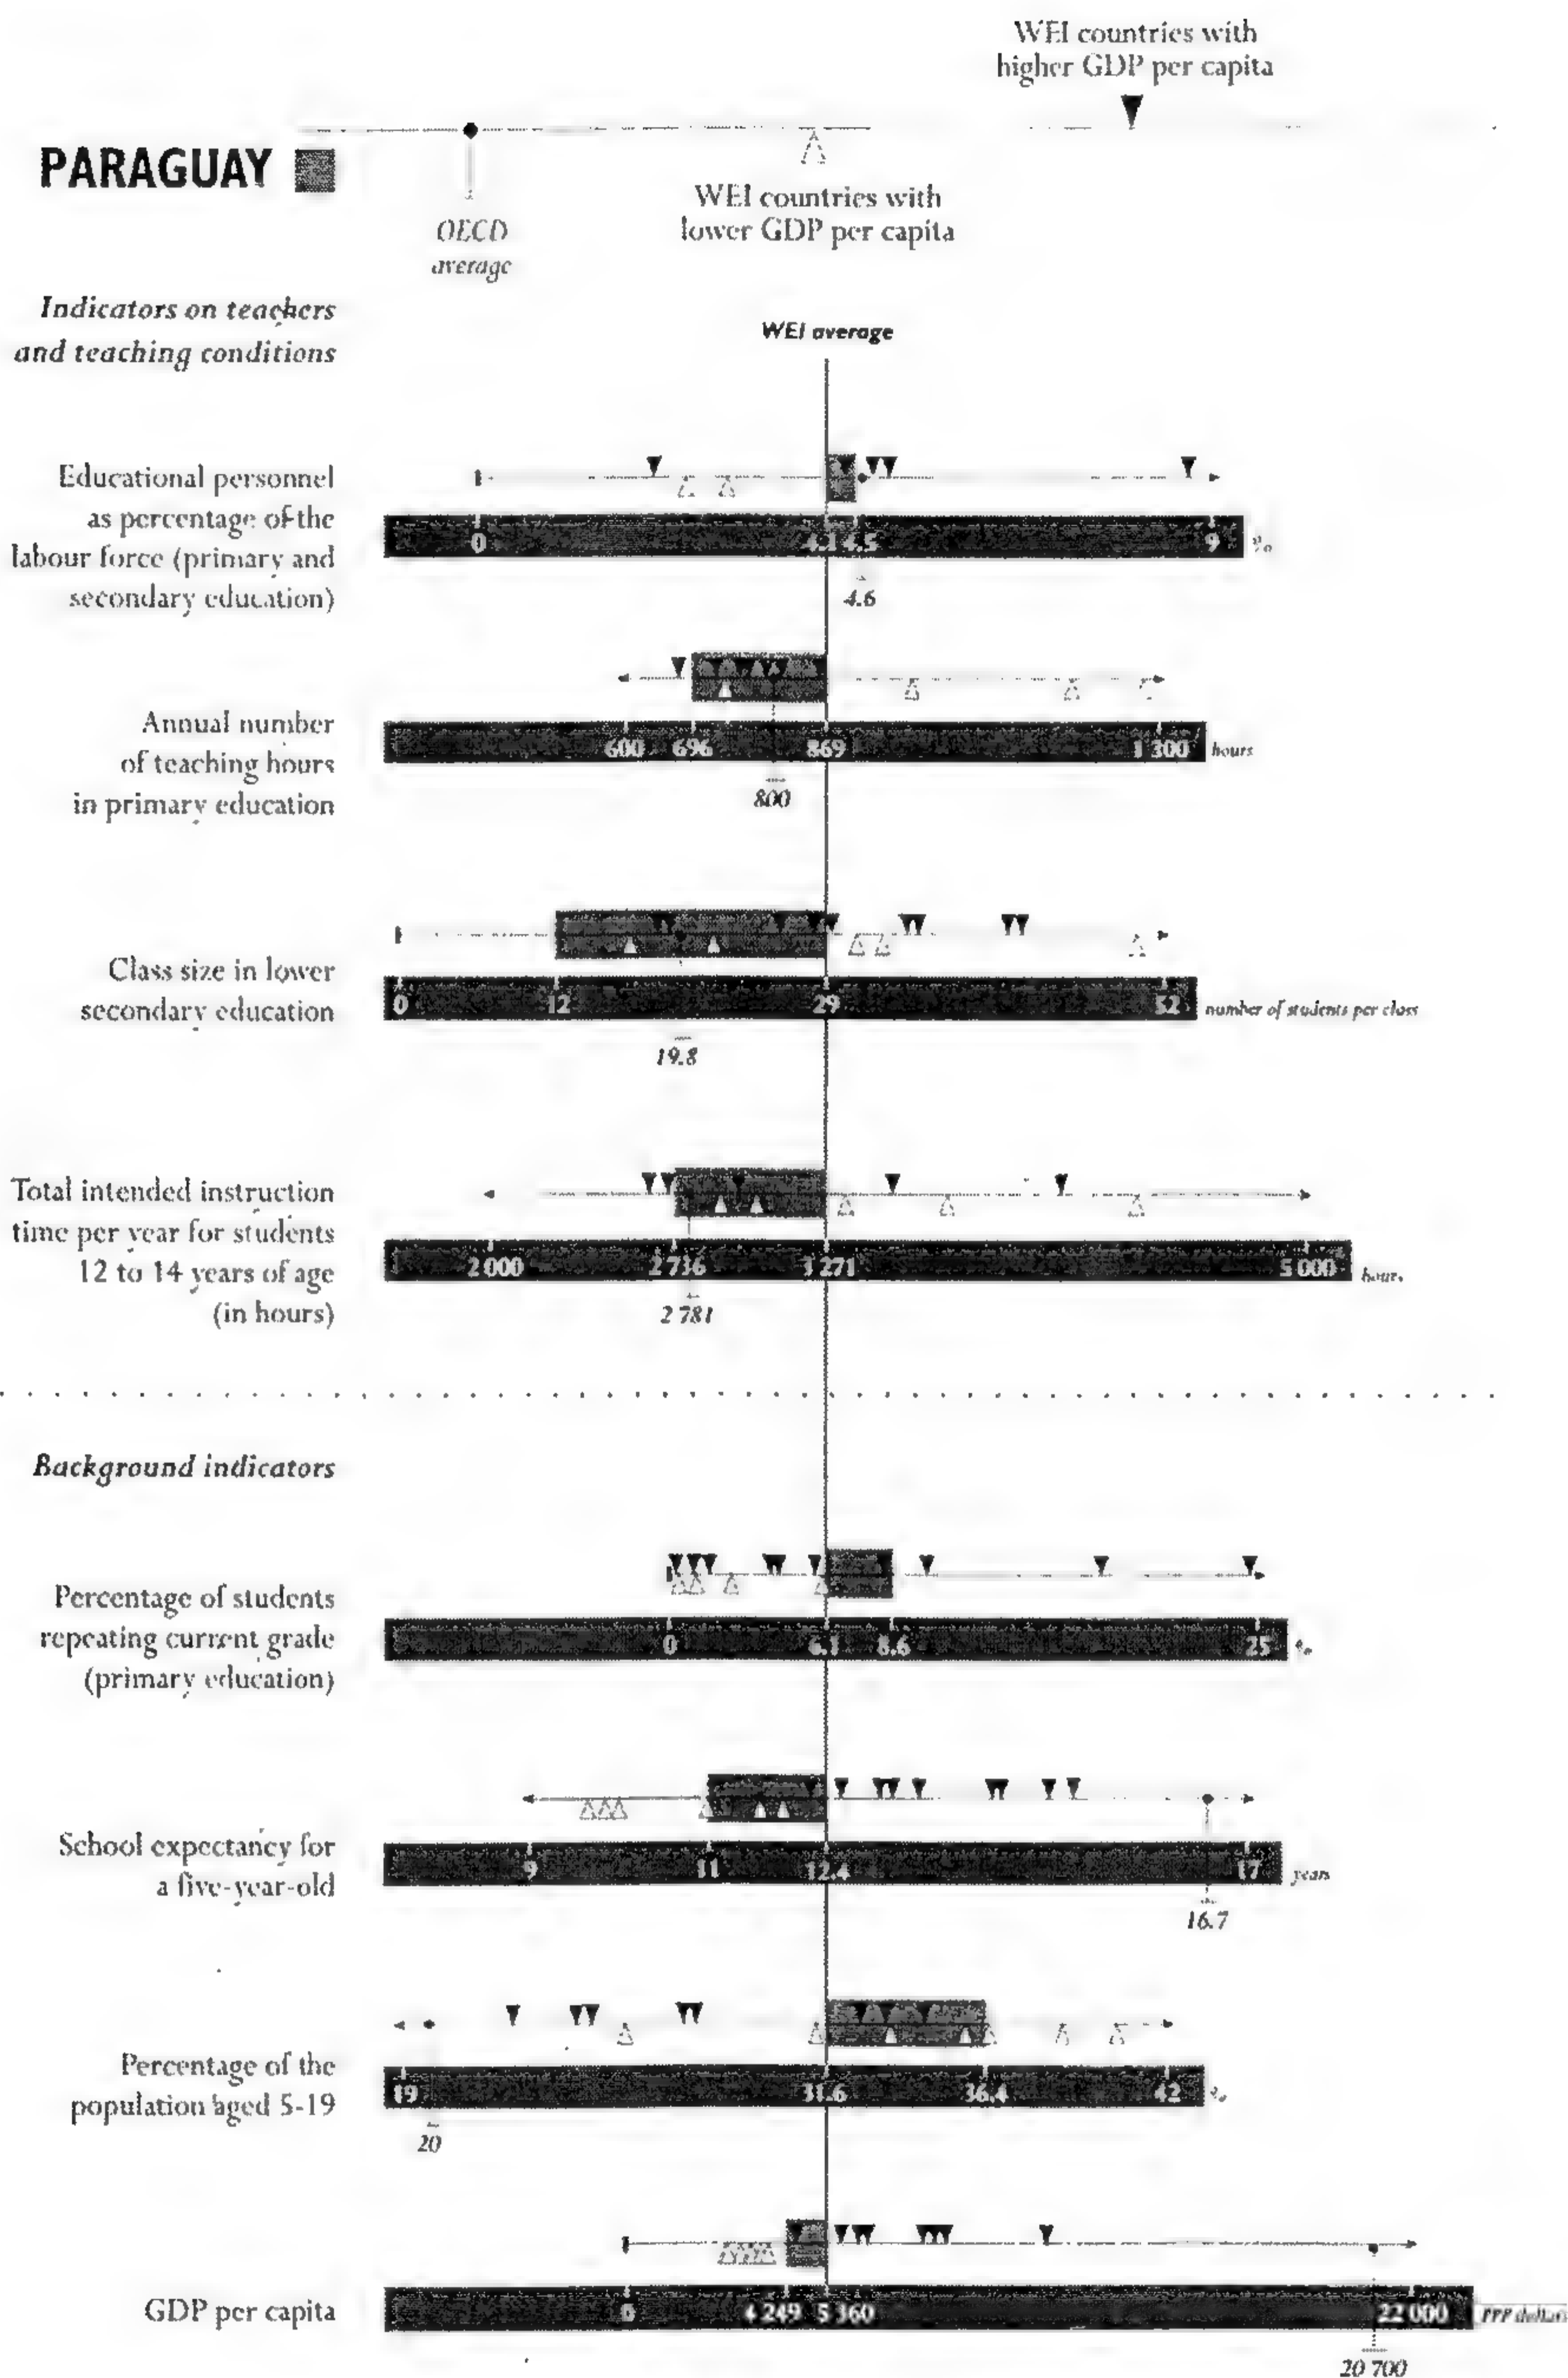 WEI countries with
higher GDP per capita
PARAGUAY
OECD
average
WEI countries with
lower GDP per capita
Indicators on teachers
and teaching conditions
WEI average
Educational personnel
as percentage of the
labour force (primary and
secondary education)
0 4.1 4.5 9 %
4.6
Annual number
of teaching hours
in primary education
600 696 869 1 300 hours
800
Class size in lower
secondary education
0 12 29 52 number of students per class
19.8
Total intended instruction
time per year for students
12 to 14 years of age
(in hours)
2 000 2 736 3 271 5 000 hours
2 781
Background indicators
Percentage of students
repeating current grade
(primary education)
0 6.1 8.6 25 %
School expectancy for
a five-year-old
9 11 12.4 17 years
16.7
Percentage of the
population aged 5-19
19 31.6 36.4 42 %
20
GDP per capita
0 4 249 5 360 22 000 PPP dollars
20 700